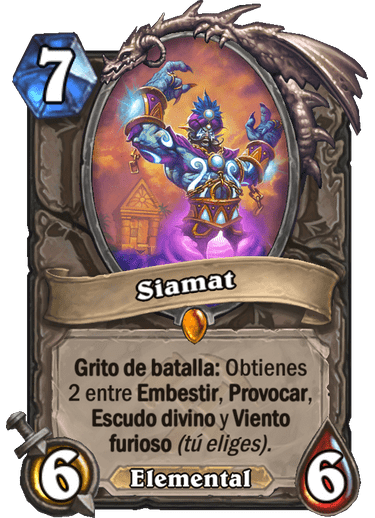 7
Siamat
Grito de batalla: Obtienes
2 entre Embestir, Provocar,
Escudo divino y Viento
furioso (tú eliges).
6
Elemental
6